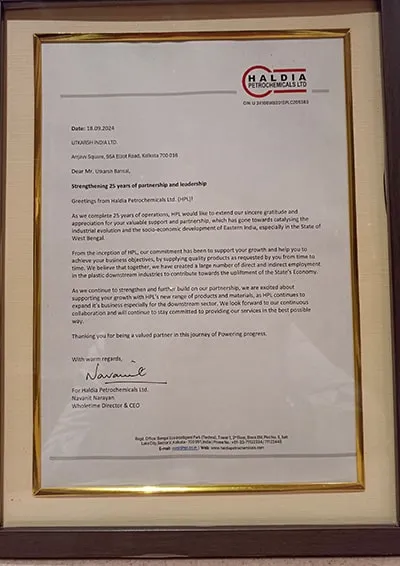 HALDIA
PETROCHEMICALS LTD
Date: 18.09.2024
UTKARSH INDIA LTD.
Kolkata 700 016
Dear Mr. Utkarsh Bansal,
Strengthening 25 years of partnership and leadership
Greetings from Haldia Petrochemicals Ltd. (HPL)!
As we complete 25 years of operations, HPL would like to extend our sincere gratitude and
appreciation for your valuable support and partnership, which has gone towards catalysing the
industrial evolution and the socio-economic development of Eastern India, especially in the State of
West Bengal.
From the inception of HPL, our commitment has been to support your growth and help you to
achieve your business objectives, by supplying quality products as requested by you from time to
time. We believe that together, we have created a large number of direct and indirect employment
in the plastic downstream industries to contribute towards the upliftment of the State's Economy.
As we continue to strengthen and further build on our partnership, we are excited about
supporting your growth with HPL's new range of products and materials, as HPL continues to
expand it's business especially for the downstream sector. We look forward to our continuous
collaboration and will continue to stay committed to providing our services in the best possible
way.
Thanking you for being a valued partner in this journey of Powering progress.
With warm regards,
Navanit
For Haldia Petrochemicals Ltd.
Navanit Narayan
Wholetime Director & CEO